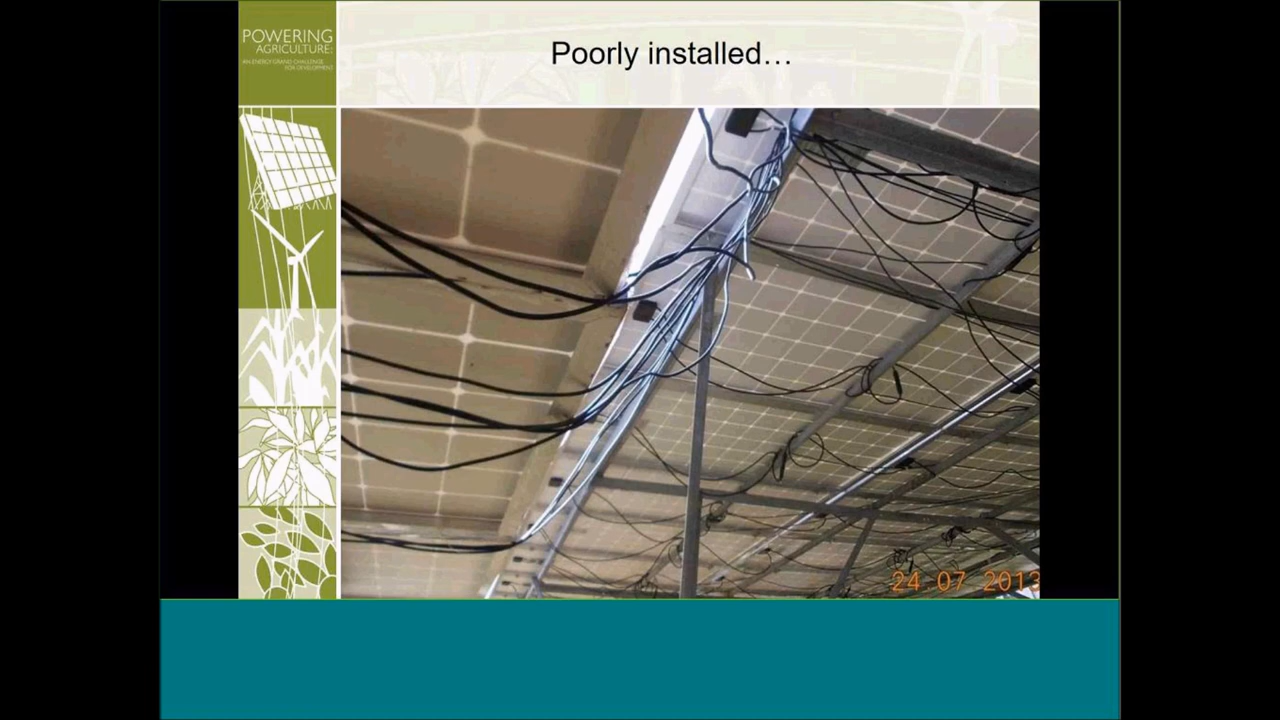 POWERING
AGRICULTURE:
AN ENERGY GRAND CHALLENGE
FOR DEVELOPMENT
Poorly installed…
24 07 2013